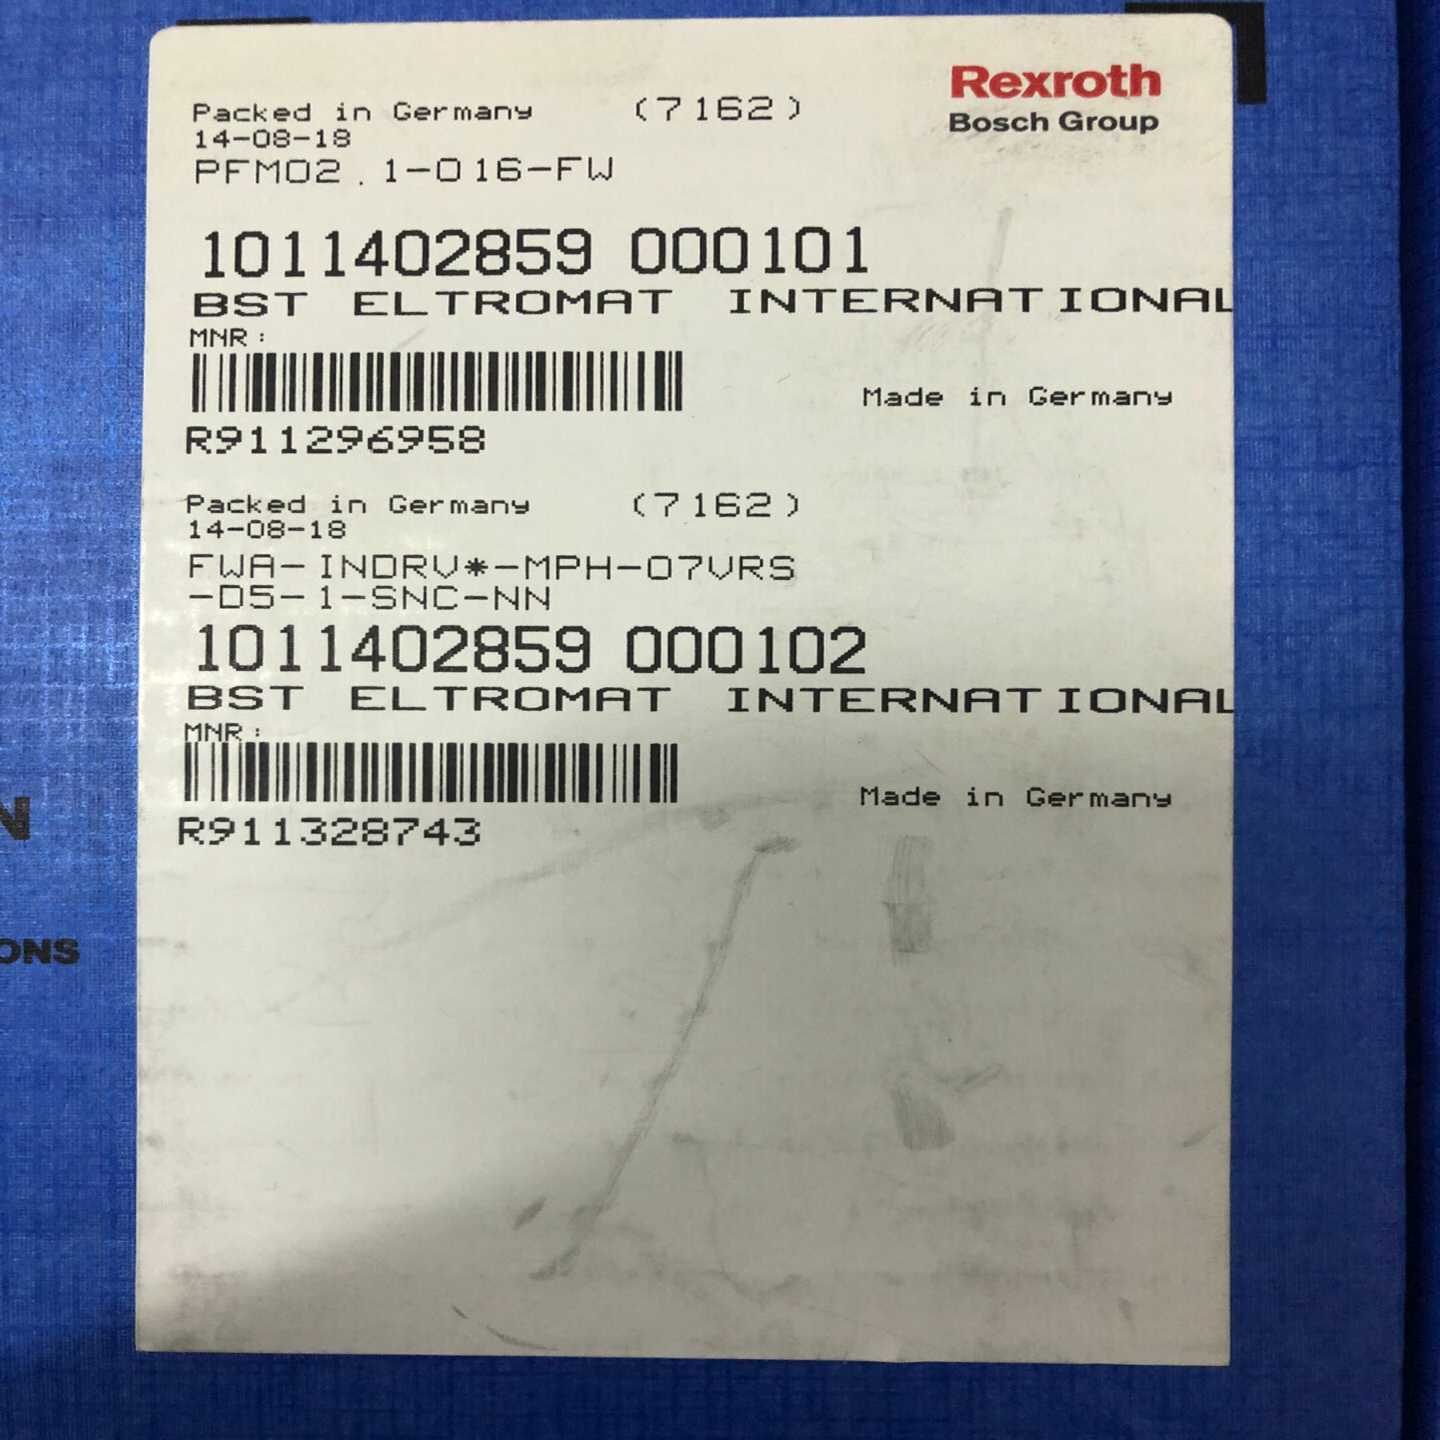 Rexroth
Bosch Group
Packed in Germany (7162)
14-08-18
PFM02.1-016-FW
1011402859 000101
BST ELTROMAT INTERNATIONAL
MNR:
Made in Germany
R911296958
Packed in Germany (7162)
14-08-18
FWA-INDRV*-MPH-07VRS
-D5-1-SNC-NN
1011402859 000102
BST ELTROMAT INTERNATIONAL
MNR:
Made in Germany
R911328743
N
ONS